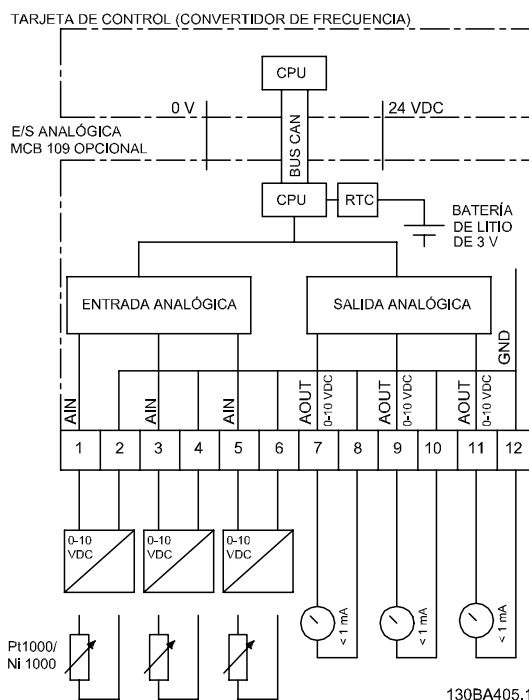 TARJETA DE CONTROL (CONVERTIDOR DE FRECUENCIA)
CPU
0 V
24 VDC
E/S ANALÓGICA
MCB 109 OPCIONAL
BUS CAN
CPU
RTC
BATERÍA
DE LITIO
DE 3 V
ENTRADA ANALÓGICA
SALIDA ANALÓGICA
AIN
AIN
AIN
AOUT
0-10 VDC
AOUT
0-10 VDC
AOUT
0-10 VDC
GND
1 2 3 4 5 6 7 8 9 10 11 12
0-10
VDC
0-10
VDC
0-10
VDC
< 1 mA
< 1 mA
< 1 mA
Pt1000/
Ni 1000
130BA405.1